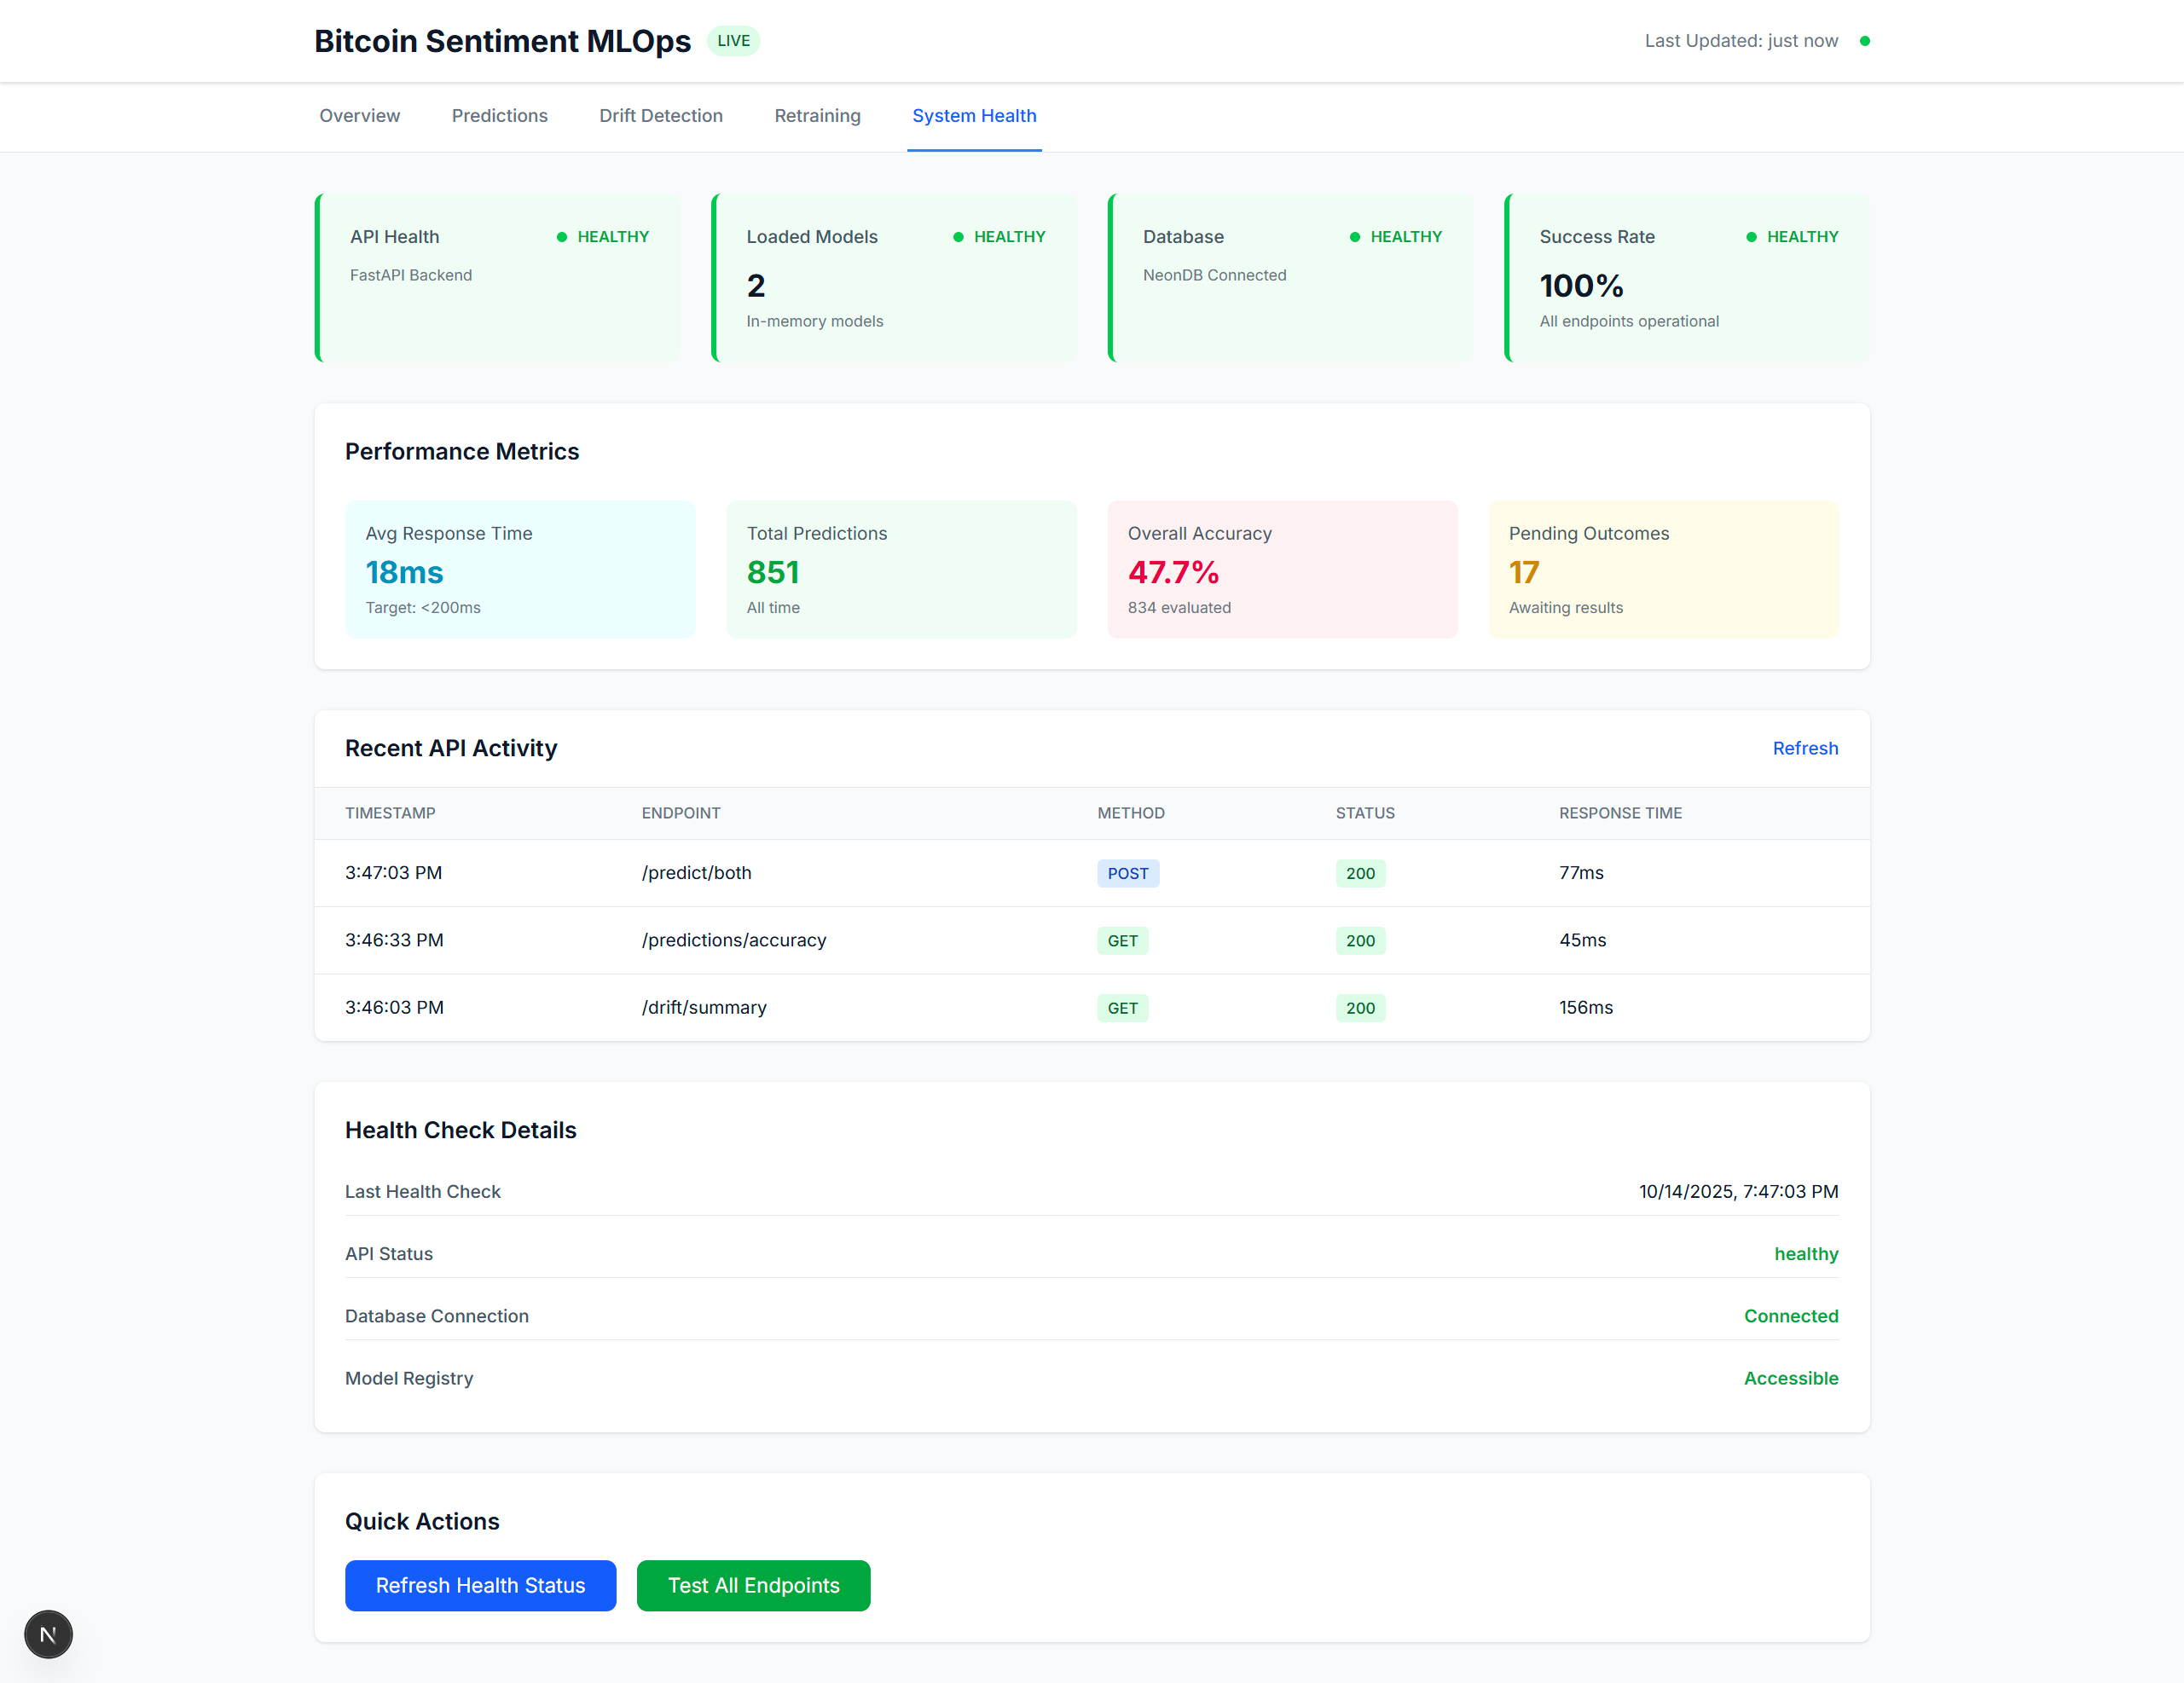 Bitcoin Sentiment MLOps LIVE Last Updated: just now
Overview Predictions Drift Detection Retraining System Health
API Health HEALTHY
FastAPI Backend
Loaded Models HEALTHY
2
In-memory models
Database HEALTHY
NeonDB Connected
Success Rate HEALTHY
100%
All endpoints operational
Performance Metrics
Avg Response Time
18ms
Target: <200ms
Total Predictions
851
All time
Overall Accuracy
47.7%
834 evaluated
Pending Outcomes
17
Awaiting results
Recent API Activity Refresh
TIMESTAMP ENDPOINT METHOD STATUS RESPONSE TIME
3:47:03 PM /predict/both POST 200 77ms
3:46:33 PM /predictions/accuracy GET 200 45ms
3:46:03 PM /drift/summary GET 200 156ms
Health Check Details
Last Health Check 10/14/2025, 7:47:03 PM
API Status healthy
Database Connection Connected
Model Registry Accessible
Quick Actions
Refresh Health Status Test All Endpoints
N